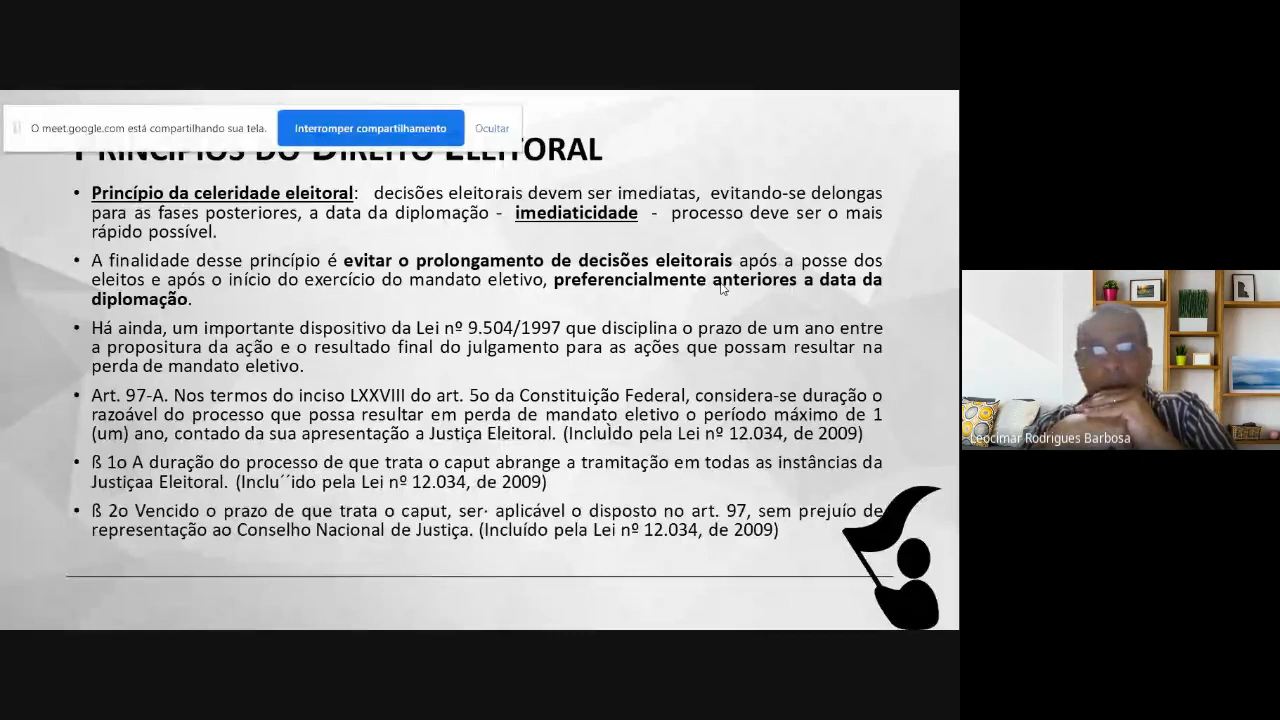 O meet.google.com está compartilhando sua tela. Interromper compartilhamento Ocultar
PRINCÍPIOS DO DIREITO ELEITORAL
• Princípio da celeridade eleitoral: decisões eleitorais devem ser imediatas, evitando-se delongas
para as fases posteriores, a data da diplomação - imediaticidade - processo deve ser o mais
rápido possível.
• A finalidade desse princípio é evitar o prolongamento de decisões eleitorais após a posse dos
eleitos e após o início do exercício do mandato eletivo, preferencialmente anteriores a data da
diplomação.
• Há ainda, um importante dispositivo da Lei nº 9.504/1997 que disciplina o prazo de um ano entre
a propositura da ação e o resultado final do julgamento para as ações que possam resultar na
perda de mandato eletivo.
• Art. 97-A. Nos termos do inciso LXXVIII do art. 5o da Constituição Federal, considera-se duração o
razoável do processo que possa resultar em perda de mandato eletivo o período máximo de 1
(um) ano, contado da sua apresentação a Justiça Eleitoral. (IncluÌdo pela Lei nº 12.034, de 2009)
• ß 1o A duração do processo de que trata o caput abrange a tramitação em todas as instâncias da
Justiçaa Eleitoral. (Inclu´´ido pela Lei nº 12.034, de 2009)
• ß 2o Vencido o prazo de que trata o caput, ser· aplicável o disposto no art. 97, sem prejuío de
representação ao Conselho Nacional de Justiça. (Incluído pela Lei nº 12.034, de 2009)
Leocimar Rodrigues Barbosa